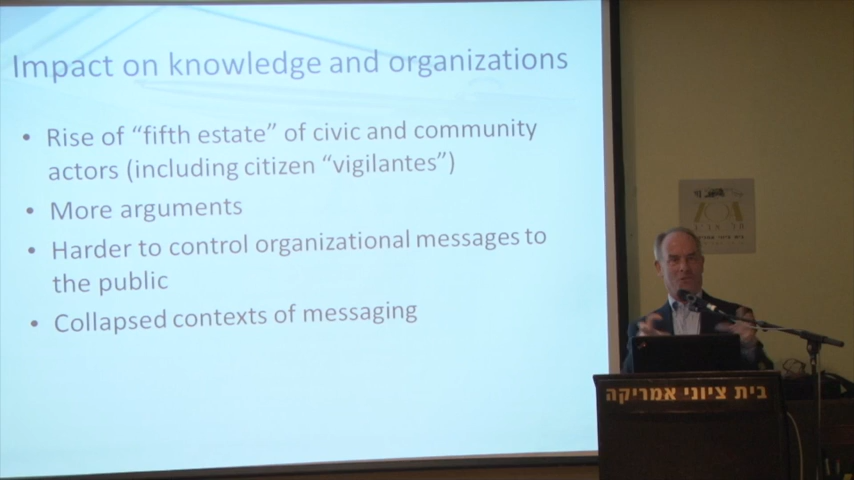 Impact on knowledge and organizations
• Rise of “fifth estate” of civic and community
actors (including citizen “vigilantes”)
• More arguments
• Harder to control organizational messages to
the public
• Collapsed contexts of messaging
בית ציוני אמריקה